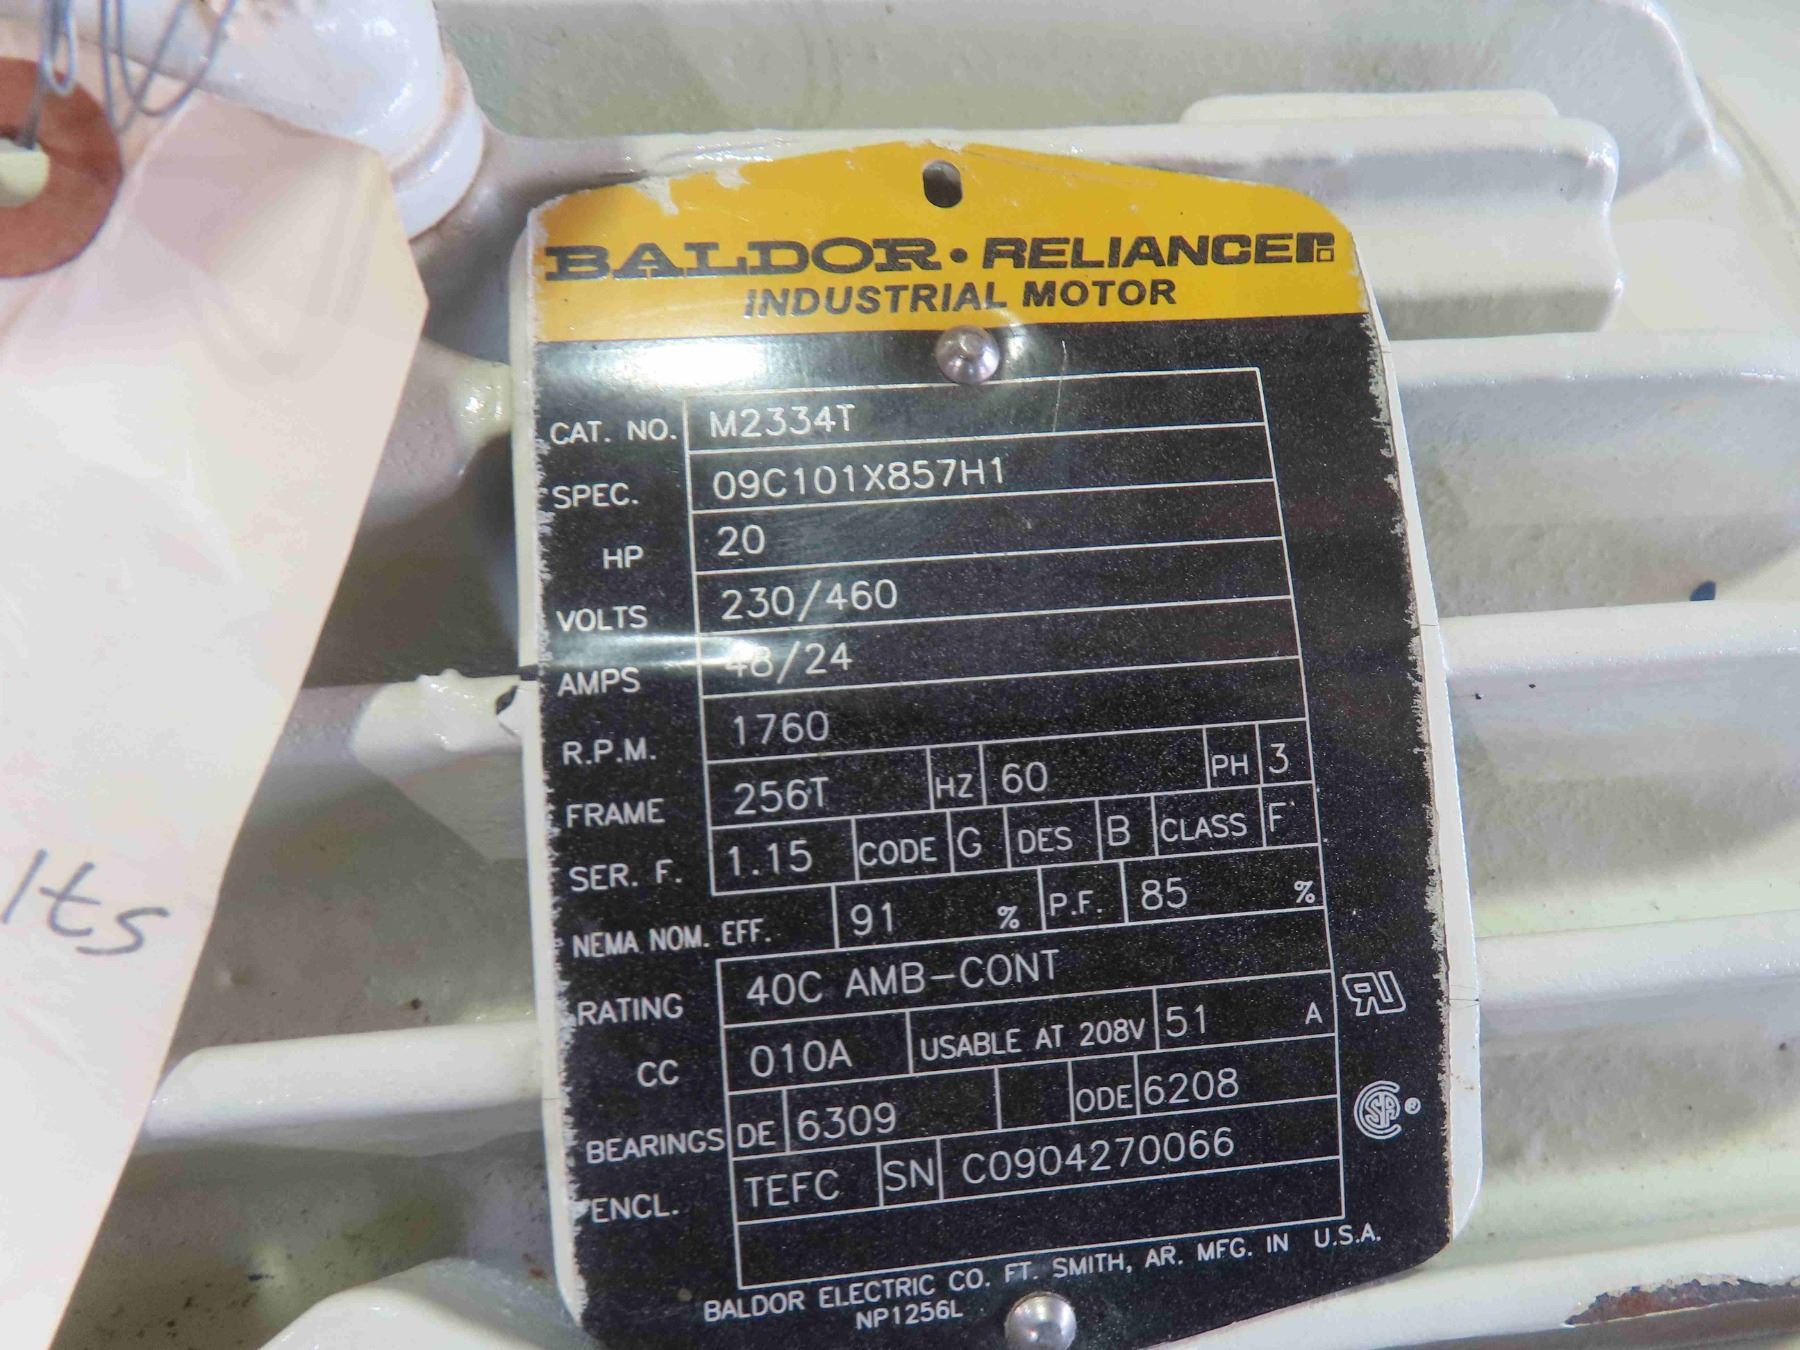 BALDOR • RELIANCE
INDUSTRIAL MOTOR
CAT. NO. M2334T
SPEC. 09C101X857H1
HP 20
VOLTS 230/460
AMPS 48/24
R.P.M. 1760
FRAME 256T HZ 60 PH 3
SER. F. 1.15 CODE G DES B CLASS F
NEMA NOM. EFF. 91 % P.F. 85 %
RATING 40C AMB-CONT
CC 010A USABLE AT 208V 51 A
BEARINGS DE 6309 ODE 6208
ENCL. TEFC SN C0904270066
BALDOR ELECTRIC CO. FT. SMITH, AR. MFG. IN U.S.A.
NP1256L
lts